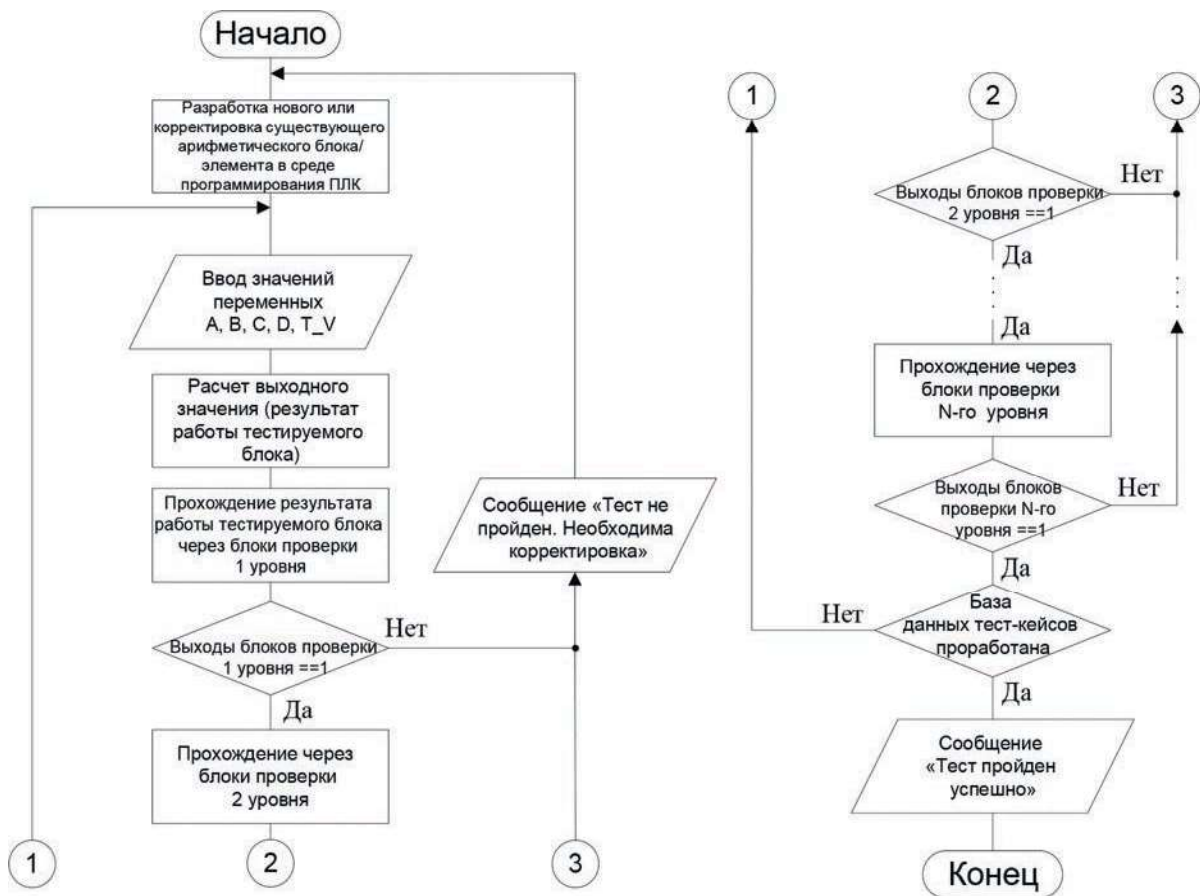 Начало
Разработка нового или
корректировка существующего
арифметического блока/
элемента в среде
программирования ПЛК
Ввод значений
переменных
A, B, C, D, T_V
Расчет выходного
значения (результат
работы тестируемого
блока)
Прохождение результата
работы тестируемого блока
через блоки проверки
1 уровня
Выходы блоков проверки
1 уровня ==1
Нет
Да
Прохождение через
блоки проверки
2 уровня
Сообщение «Тест не
пройден. Необходима
корректировка»
1
2
3
1
2
3
Выходы блоков проверки
2 уровня ==1
Нет
Да
Да
Прохождение через
блоки проверки
N-го уровня
Выходы блоков
проверки N-го
уровня ==1
Нет
Да
База
данных тест-кейсов
проработана
Нет
Да
Сообщение
«Тест пройден
успешно»
Конец